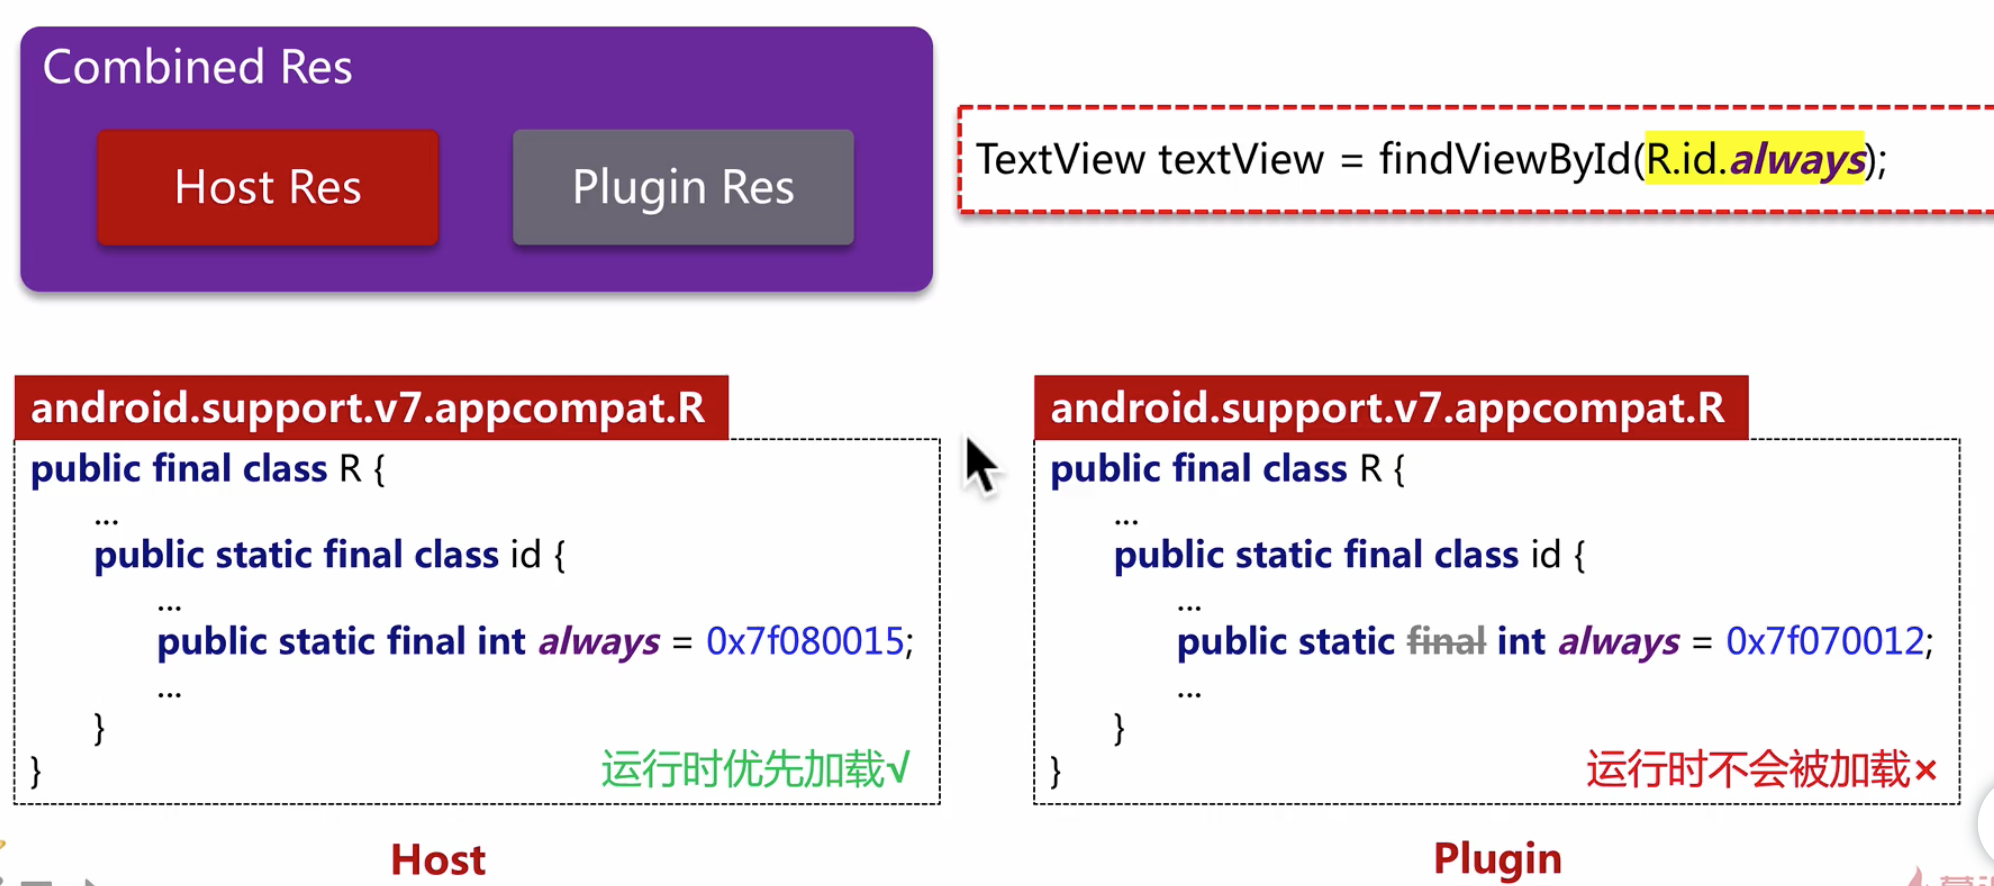 Combined Res
Host Res
Plugin Res
TextView textView = findViewById(R.id.always);
android.support.v7.appcompat.R
public final class R {
...
public static final class id {
...
public static final int always = 0x7f080015;
...
}
}
运行时优先加载√
Host
android.support.v7.appcompat.R
public final class R {
...
public static final class id {
...
public static final int always = 0x7f070012;
...
}
}
运行时不会被加载×
Plugin